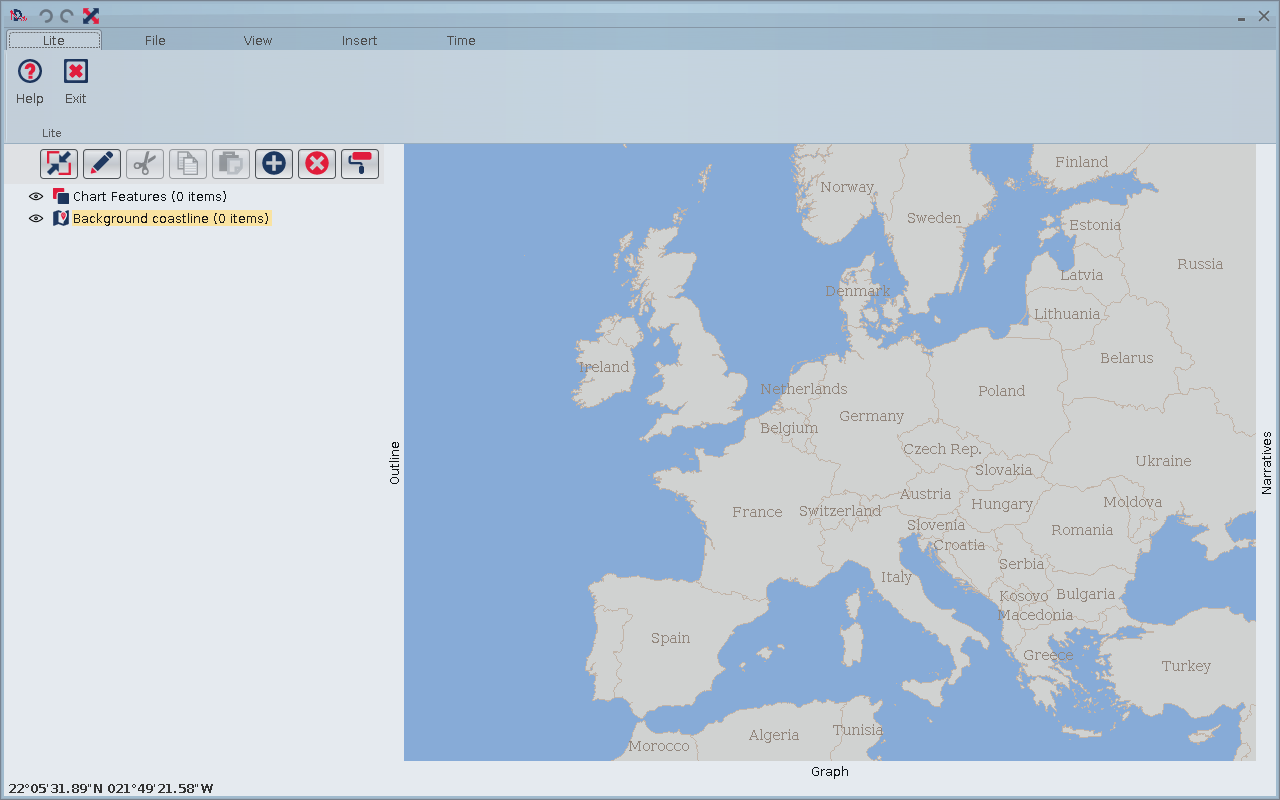 Lite File View Insert Time
Help Exit
Lite
Chart Features (0 items)
Background coastline (0 items)
Outline
Finland
Norway
Sweden
Estonia
Russia
Latvia
Denmark
Lithuania
Belarus
Ireland
Netherlands
Poland
Germany
Belgium
Czech Rep.
Ukraine
Slovakia
Austria
Hungary
Moldova
France
Switzerland
Slovenia
Romania
Croatia
Serbia
Italy
Kosovo
Bulgaria
Macedonia
Spain
Greece
Turkey
Algeria
Tunisia
Morocco
Narratives
Graph
22°05'31.89"N 021°49'21.58"W